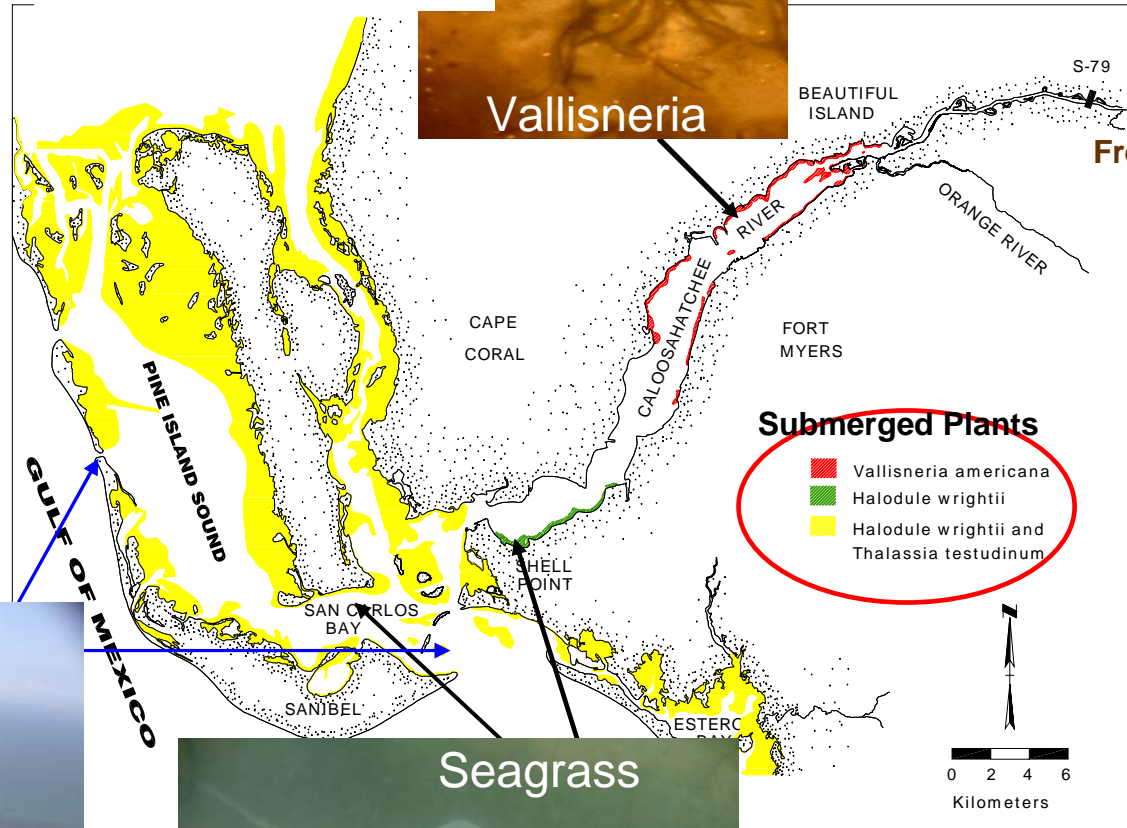 Vallisneria
S-79
BEAUTIFUL
ISLAND
Fre
ORANGE RIVER
RIVER
CALOOSAHATCHEE
CAPE
CORAL
FORT
MYERS
PINE ISLAND SOUND
GULF OF MEXICO
Submerged Plants
Vallisneria americana
Halodule wrightii
Halodule wrightii and
Thalassia testudinum
SHELL
POINT
SAN CARLOS
BAY
SANIBEL
ESTERO
BAY
Seagrass
N
0 2 4 6
Kilometers